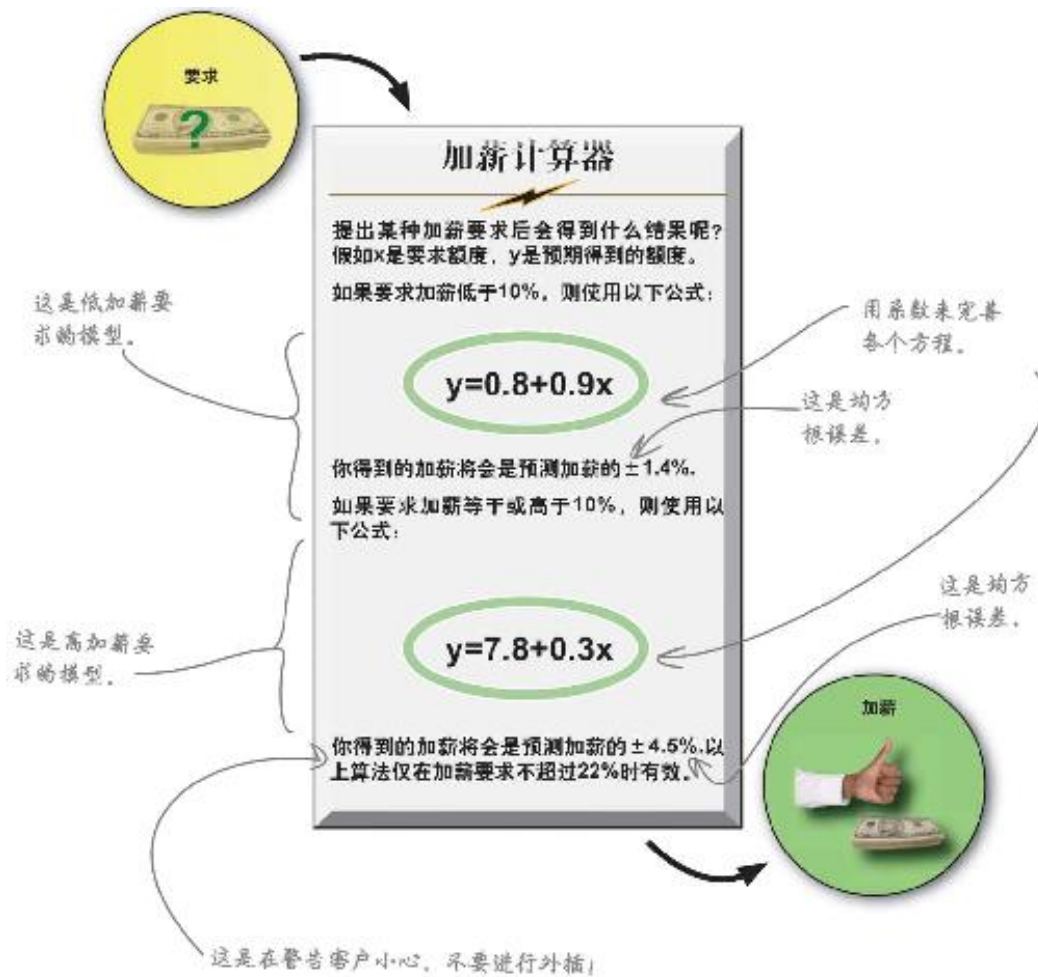 要求
?
加薪计算器
提出某种加薪要求后会得到什么结果呢?
假如x是要求额度，y是预期得到的额度。
如果要求加薪低于10%，则使用以下公式:
这是低加薪要
求的模型。
用系数来完善
各个方程。
y=0.8+0.9x
这是均方
根误差。
你得到的加薪将会是预测加薪的±1.4%.
如果要求加薪等于或高于10%，则使用以
下公式:
这是均方
根误差。
这是高加薪要
求的模型。
y=7.8+0.3x
加薪
你得到的加薪将会是预测加薪的±4.5%.以
上算法仅在加薪要求不超过22%时有效。
这是在警告客户小心，不要进行外插!